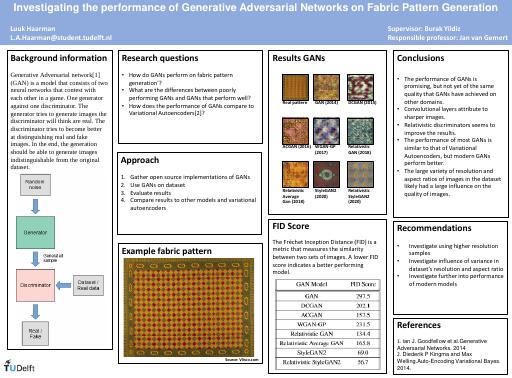 Investigating the performance of Generative Adversarial Networks on Fabric Pattern Generation
Luuk Haarman
L.A.Haarman@student.tudelft.nl
Supervisor: Burak Yildiz
Responsible professor: Jan van Gemert
Background information
Generative Adversarial network[1]
(GAN) is a model that consists of two
neural networks that contest with
each other in a game. One generator
against one discriminator. The
generator tries to generate images the
discriminator will think are real. The
discriminator tries to become better
at distinguishing real and fake
images. In the end, the generation
should be able to generate images
indistinguishable from the original
dataset.
Random
noise
Generator
Generated
sample
Discriminator
Dataset /
Real data
Real /
Fake
TUDelft
Research questions
• How do GANs perform on fabric pattern
generation?
• What are the differences between poorly
performing GANs and GANs that perform well?
• How does the performance of GANs compare to
Variational Autoencoders[2]?
Approach
1. Gather open source implementations of GANs
2. Use GANs on dataset
3. Evaluate results
4. Compare results to other models and variational
autoencoders
Example fabric pattern
Source: Vlisco.com
Results GANs
Real pattern GAN (2014) DCGAN (2015)
ACGAN (2016) WGAN-GP (2017) Relativistic GAN (2018)
Relativistic Average Gan (2018) StyleGAN2 (2020) Relativistic StyleGAN2 (2020)
FID Score
The Fréchet Inception Distance (FID) is a
metric that measures the similarity
between two sets of images. A lower FID
score indicates a better performing
model.
GAN Model FID Score
GAN 297.5
DCGAN 202.1
ACGAN 157.5
WGAN-GP 231.5
Relativistic GAN 134.4
Relativistic Average GAN 165.8
StyleGAN2 69.0
Relativistic StyleGAN2 56.7
Conclusions
• The performance of GANs is
promising, but not yet of the same
quality that GANs have achieved on
other domains.
• Convolutional layers attribute to
sharper images.
• Relativistic discriminators seems to
improve the results.
• The performance of most GANs is
similar to that of Variational
Autoencoders, but modern GANs
perform better.
• The large variety of resolution and
aspect ratios of images in the dataset
likely had a large influence on the
quality of images.
Recommendations
• Investigate using higher resolution
samples
• Investigate influence of variance in
dataset's resolution and aspect ratio
• Investigate further into performance
of modern models
References
1. Ian J. Goodfellow et al.Generative
Adversarial Networks. 2014
2. Diederik P Kingma and Max
Welling.Auto-Encoding Variational Bayes.
2014.